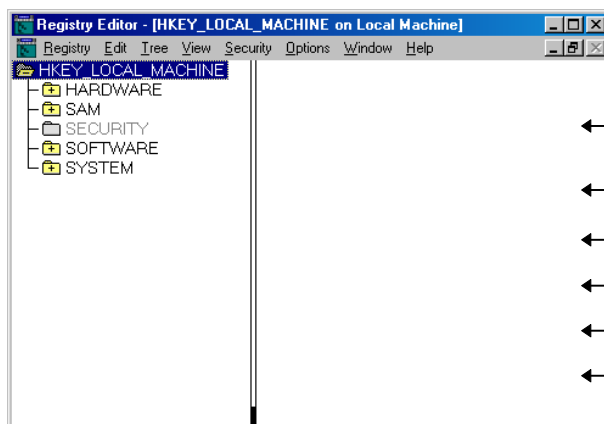 Registry Editor - [HKEY_LOCAL_MACHINE on Local Machine]
Registry Edit Tree View Security Options Window Help
HKEY_LOCAL_MACHINE
HARDWARE
SAM
SECURITY
SOFTWARE
SYSTEM